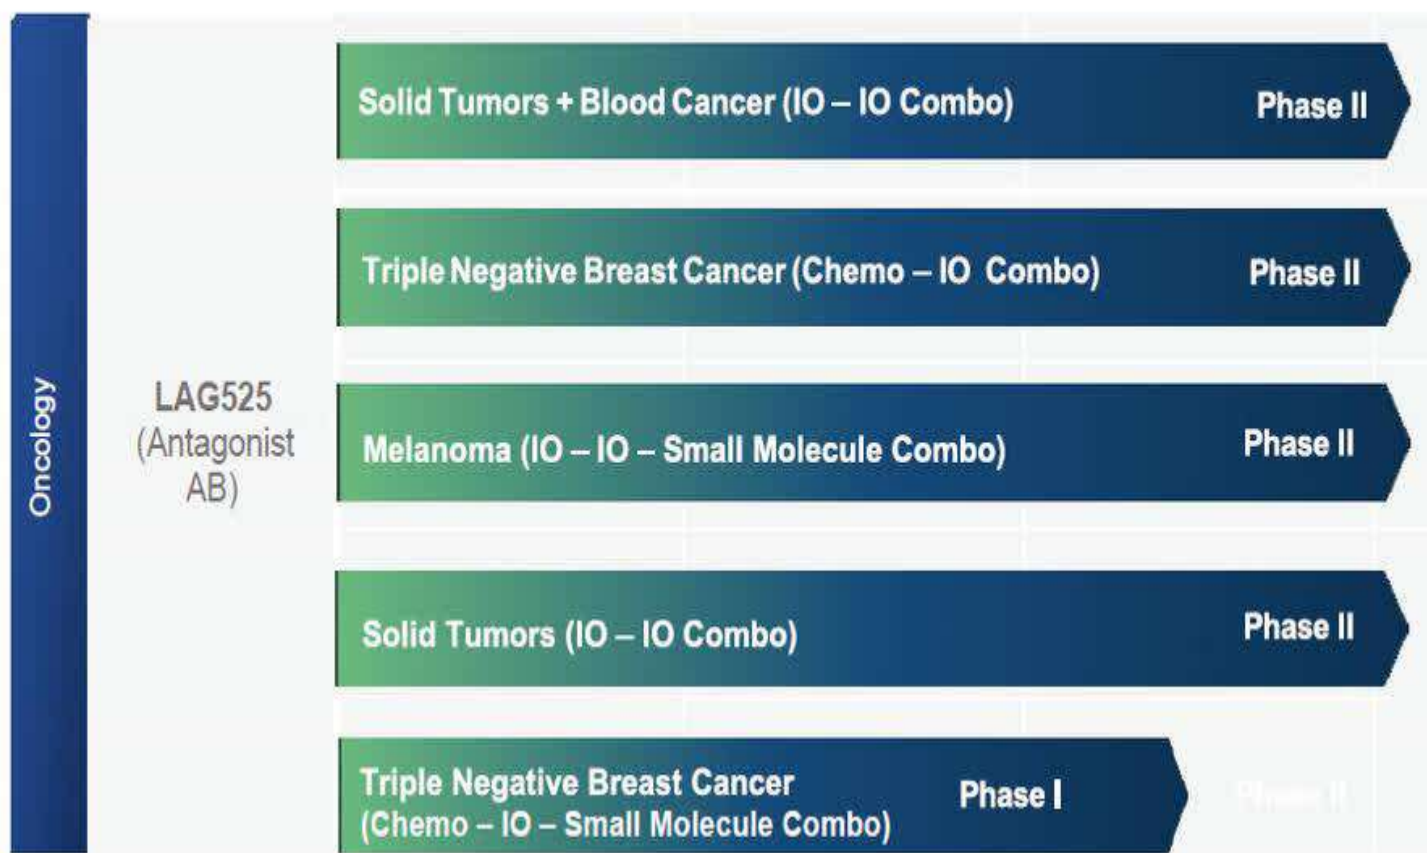 Oncology
LAG525
(Antagonist
AB)
Solid Tumors + Blood Cancer (IO – IO Combo) Phase II
Triple Negative Breast Cancer (Chemo – IO Combo) Phase II
Melanoma (IO – IO – Small Molecule Combo) Phase II
Solid Tumors (IO – IO Combo) Phase II
Triple Negative Breast Cancer
(Chemo – IO – Small Molecule Combo) Phase I
Phase II